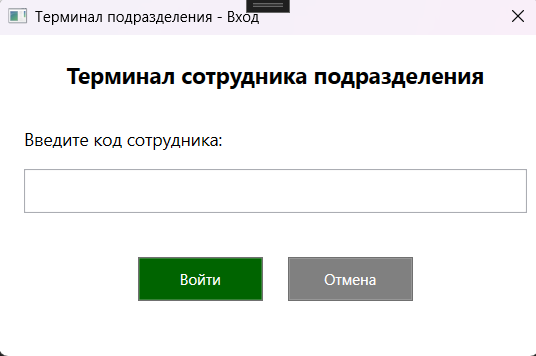 Терминал подразделения - Вход
Терминал сотрудника подразделения
Введите код сотрудника:
Войти
Отмена